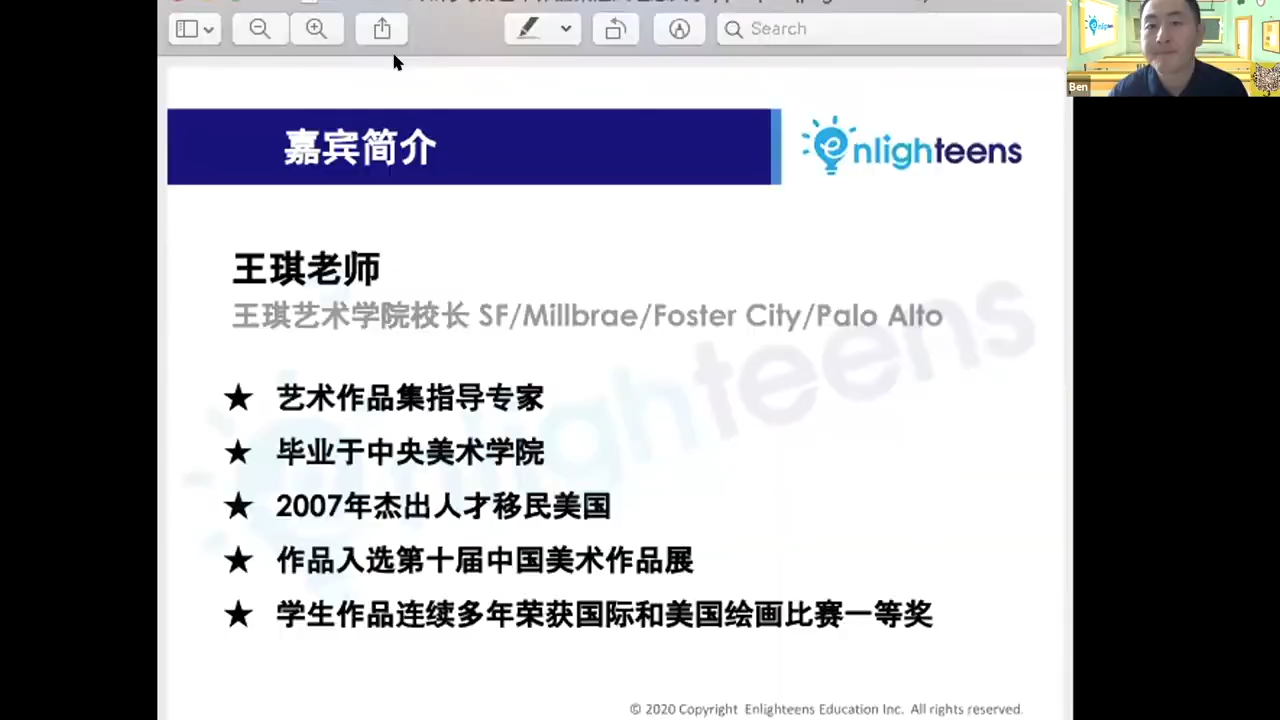 Search
Ben
嘉宾简介
enlighteens
王琪老师
王琪艺术学院校长 SF/Millbrae/Foster City/Palo Alto
★ 艺术作品集指导专家
★ 毕业于中央美术学院
★ 2007年杰出人才移民美国
★ 作品入选第十届中国美术作品展
★ 学生作品连续多年荣获国际和美国绘画比赛一等奖
enlighteens
© 2020 Copyright Enlighteens Education Inc. All rights reserved.